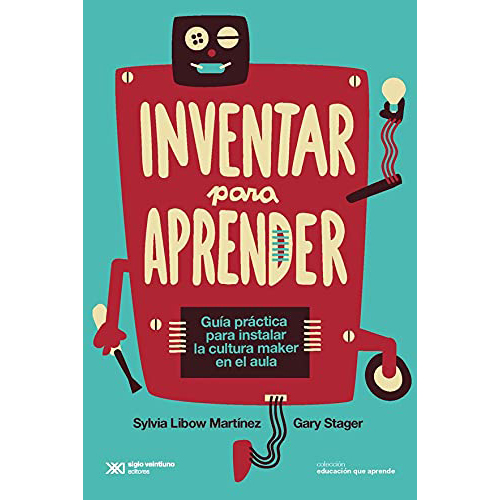 INVENTAR
para
APRENDER
Guía práctica
para instalar
la cultura maker
en el aula
Sylvia Libow Martínez
Gary Stager
siglo veintiuno
editores
colección
educación que aprende